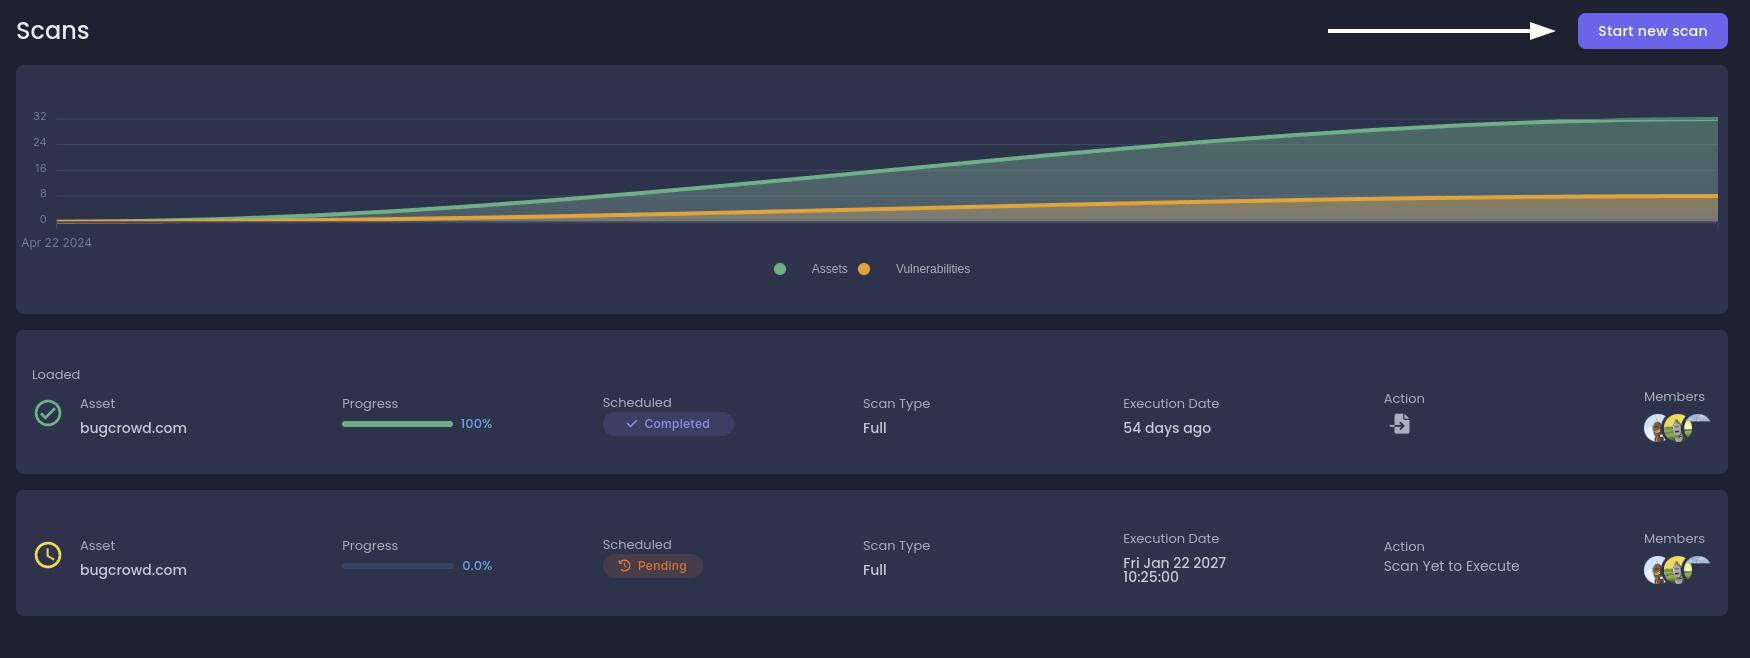 Scans
Start new scan
32
24
16
8
0
Apr 22 2024
Assets
Vulnerabilities
Loaded
Asset
Progress
Scheduled
Scan Type
Execution Date
Action
Members
bugcrowd.com
100%
Completed
Full
54 days ago
Asset
Progress
Scheduled
Scan Type
Execution Date
Action
Members
bugcrowd.com
0.0%
Pending
Full
Fri Jan 22 2027
10:25:00
Scan Yet to Execute